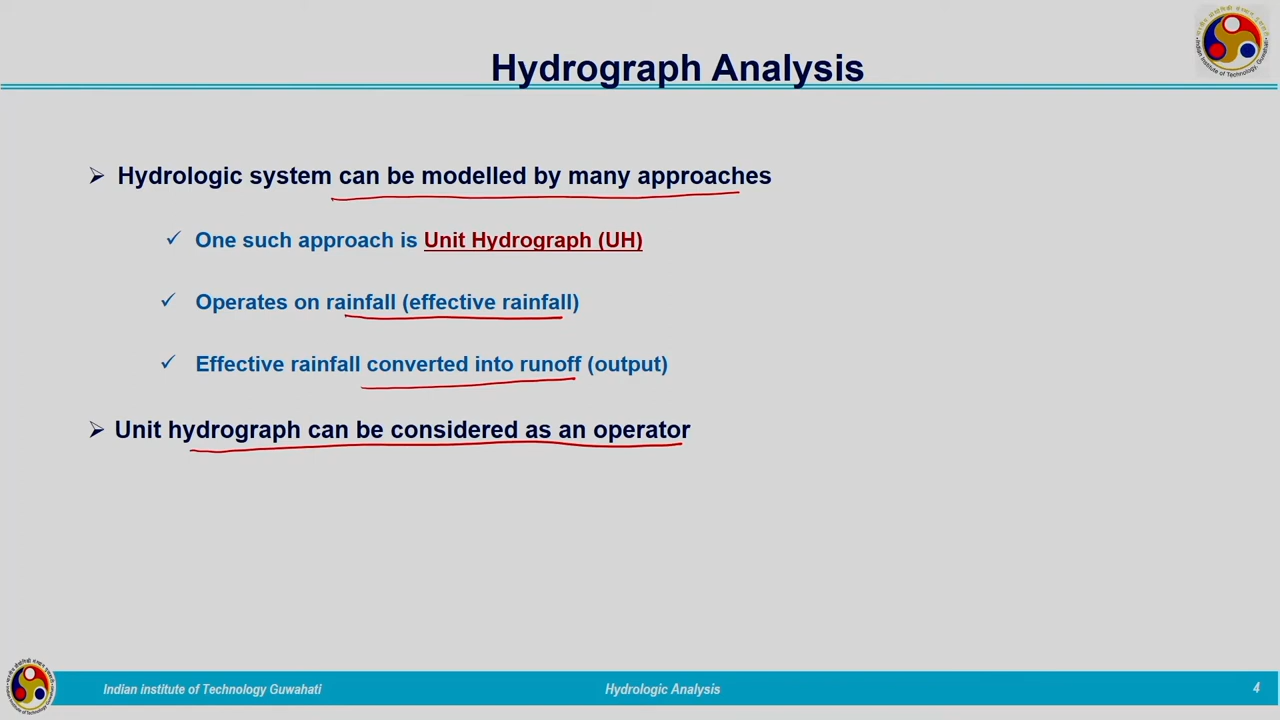 Hydrograph Analysis
Hydrologic system can be modelled by many approaches
One such approach is Unit Hydrograph (UH)
Operates on rainfall (effective rainfall)
Effective rainfall converted into runoff (output)
Unit hydrograph can be considered as an operator
Indian institute of Technology Guwahati
Hydrologic Analysis
4